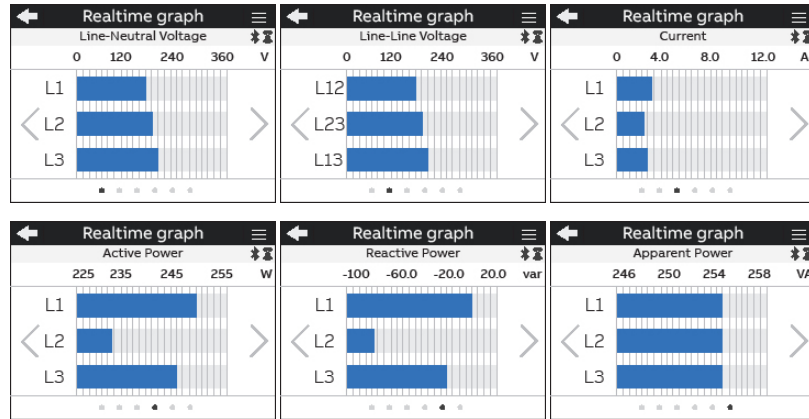 Realtime graph
Line-Neutral Voltage
0 120 240 360 V
L1
L2
L3
Realtime graph
Line-Line Voltage
0 120 240 360 V
L12
L23
L13
Realtime graph
Current
0 4.0 8.0 12.0 A
L1
L2
L3
Realtime graph
Active Power
225 235 245 255 W
L1
L2
L3
Realtime graph
Reactive Power
-100 -60.0 -20.0 20.0 var
L1
L2
L3
Realtime graph
Apparent Power
246 250 254 258 VA
L1
L2
L3